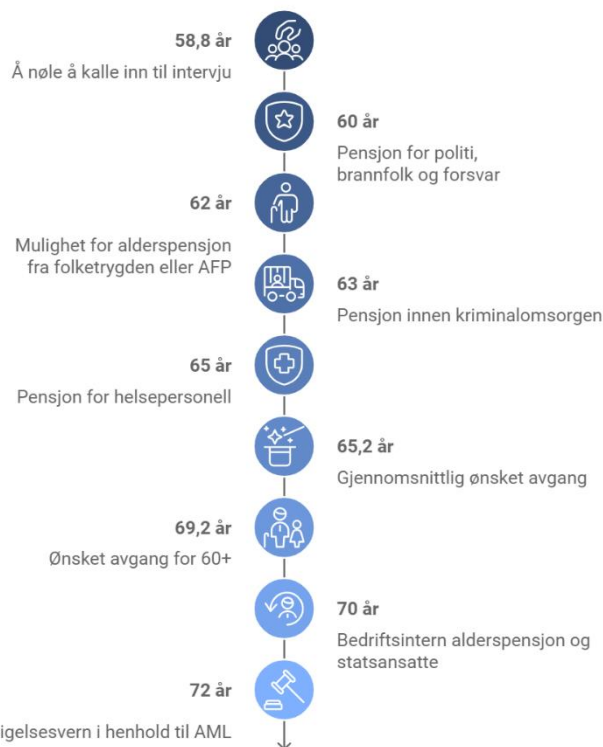 58,8 år
Å nøle å kalle inn til intervju
60 år
Pensjon for politi,
brannfolk og forsvar
62 år
Mulighet for alderspensjon
fra folketrygden eller AFP
63 år
Pensjon innen kriminalomsorgen
65 år
Pensjon for helsepersonell
65,2 år
Gjennomsnittlig ønsket avgang
69,2 år
Ønsket avgang for 60+
70 år
Bedriftsintern alderspensjon og
statsansatte
72 år
igelsesvern i henhold til AML